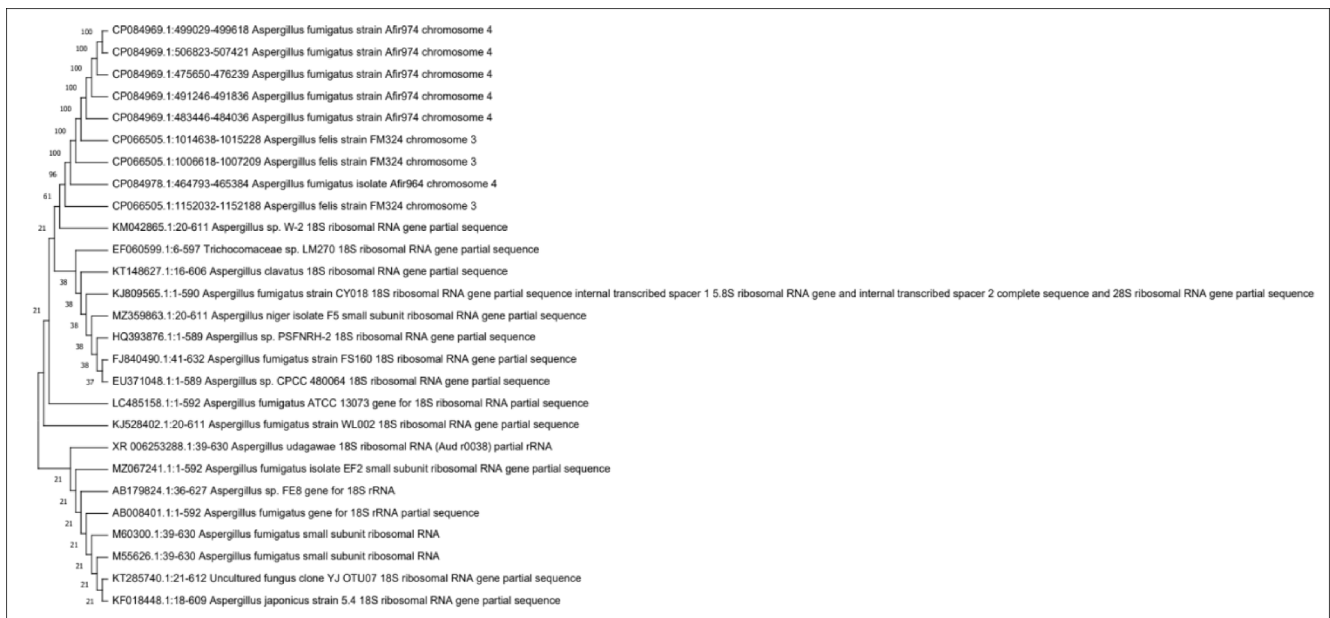 100 CP084969.1:499029-499618 Aspergillus fumigatus strain Afir974 chromosome 4
100 CP084969.1:506823-507421 Aspergillus fumigatus strain Afir974 chromosome 4
100 CP084969.1:475650-476239 Aspergillus fumigatus strain Afir974 chromosome 4
100 CP084969.1:491246-491836 Aspergillus fumigatus strain Afir974 chromosome 4
100 CP084969.1:483446-484036 Aspergillus fumigatus strain Afir974 chromosome 4
100 CP066505.1:1014638-1015228 Aspergillus felis strain FM324 chromosome 3
100 CP066505.1:1006618-1007209 Aspergillus felis strain FM324 chromosome 3
96 CP084978.1:464793-465384 Aspergillus fumigatus isolate Afir964 chromosome 4
61 CP066505.1:1152032-1152188 Aspergillus felis strain FM324 chromosome 3
21 KM042865.1:20-611 Aspergillus sp. W-2 18S ribosomal RNA gene partial sequence
EF060599.1:6-597 Trichocomaceae sp. LM270 18S ribosomal RNA gene partial sequence
38 KT148627.1:16-606 Aspergillus clavatus 18S ribosomal RNA gene partial sequence
38 KJ809565.1:1-590 Aspergillus fumigatus strain CY018 18S ribosomal RNA gene partial sequence internal transcribed spacer 1 5.8S ribosomal RNA gene and internal transcribed spacer 2 complete sequence and 28S ribosomal RNA gene partial sequence
21 38 MZ359863.1:20-611 Aspergillus niger isolate F5 small subunit ribosomal RNA gene partial sequence
38 HQ393876.1:1-589 Aspergillus sp. PSFNRH-2 18S ribosomal RNA gene partial sequence
38 FJ840490.1:41-632 Aspergillus fumigatus strain FS160 18S ribosomal RNA gene partial sequence
37 EU371048.1:1-589 Aspergillus sp. CPCC 480064 18S ribosomal RNA gene partial sequence
LC485158.1:1-592 Aspergillus fumigatus ATCC 13073 gene for 18S ribosomal RNA partial sequence
KJ528402.1:20-611 Aspergillus fumigatus strain WL002 18S ribosomal RNA gene partial sequence
XR 006253288.1:39-630 Aspergillus udagawae 18S ribosomal RNA (Aud r0038) partial rRNA
21 MZ067241.1:1-592 Aspergillus fumigatus isolate EF2 small subunit ribosomal RNA gene partial sequence
21 AB179824.1:36-627 Aspergillus sp. FE8 gene for 18S rRNA
21 AB008401.1:1-592 Aspergillus fumigatus gene for 18S rRNA partial sequence
21 M60300.1:39-630 Aspergillus fumigatus small subunit ribosomal RNA
21 M55626.1:39-630 Aspergillus fumigatus small subunit ribosomal RNA
21 KT285740.1:21-612 Uncultured fungus clone YJ OTU07 18S ribosomal RNA gene partial sequence
21 KF018448.1:18-609 Aspergillus japonicus strain 5.4 18S ribosomal RNA gene partial sequence